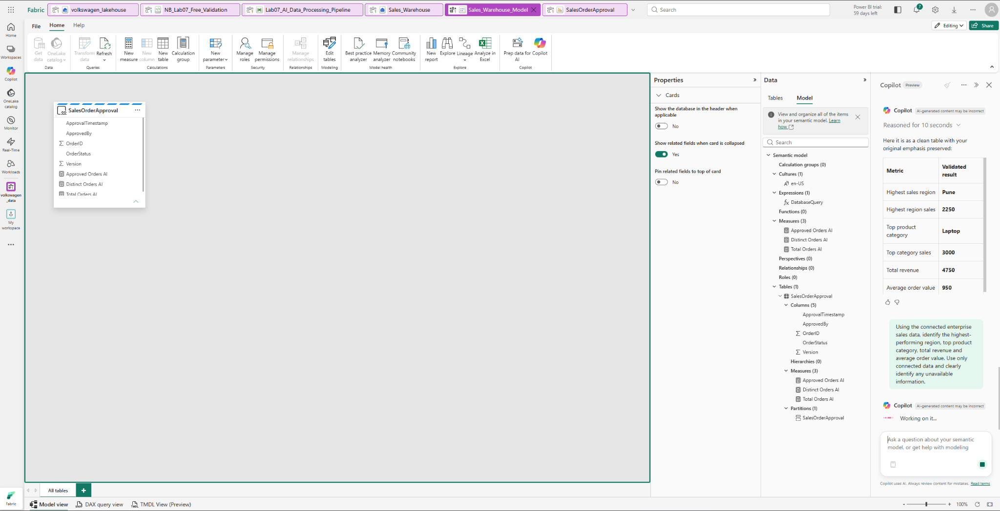 Fabric
volkswagen_lakehouse
NB_Lab07_Free_Validation
Lab07_AI_Data_Processing_Pipeline
Sales_Warehouse
Sales_Warehouse_Model
SalesOrderApproval
Search
Power BI trial:
59 days left
7
File
Home
Help
Editing
Share
Get data
OneLake catalog
Data
Transform data
Refresh
Queries
New measure
New column
New table
Calculation group
Calculations
New parameter
Parameters
Manage roles
Manage permissions
Security
Manage relationships
Relationships
Edit tables
Modeling
Best practice analyzer
Memory analyzer
Community notebooks
Model health
New report
Explore
Lineage
Analyze in Excel
Explore
Prep data for AI
Copilot
Copilot
Home
Workspaces
Copilot
OneLake
catalog
Monitor
Real-Time
Workloads
volkswagen
_data
My
workspace
Fabric
SalesOrderApproval
ApprovalTimestamp
ApprovedBy
OrderID
OrderStatus
Version
Approved Orders AI
Distinct Orders AI
Total Orders AI
Properties
Cards
Show the database in the header when
applicable
No
Show related fields when card is collapsed
Yes
Pin related fields to top of card
No
Data
Tables
Model
View and organize all of the items
in your semantic model. Learn
how
Search
Semantic model
Calculation groups (0)
Cultures (1)
en-US
Expressions (1)
DatabaseQuery
Functions (0)
Measures (3)
Approved Orders AI
Distinct Orders AI
Total Orders AI
Perspectives (0)
Relationships (0)
Roles (0)
Tables (1)
SalesOrderApproval
Columns (5)
ApprovalTimestamp
ApprovedBy
OrderID
OrderStatus
Version
Hierarchies (0)
Measures (3)
Approved Orders AI
Distinct Orders AI
Total Orders AI
Partitions (1)
SalesOrderApproval
Copilot
Preview
Copilot
AI-generated content may be incorrect
Reasoned for 10 seconds
Here it is as a clean table with your
original emphasis preserved:
Metric
Validated
result
Highest sales region
Pune
Highest region sales
2250
Top product
category
Laptop
Top category sales
3000
Total revenue
4750
Average order value
950
Using the connected enterprise
sales data, identify the highest-
performing region, top product
category, total revenue and
average order value. Use only
connected data and clearly
identify any unavailable
information.
Copilot
AI-generated content may be incorrect
Working on it...
Ask a question about your semantic
model, or get help with modeling
Copilot uses AI. Always review content for mistakes. Read terms
All tables
+
Model view
DAX query view
TMDL View (Preview)
- + 100%